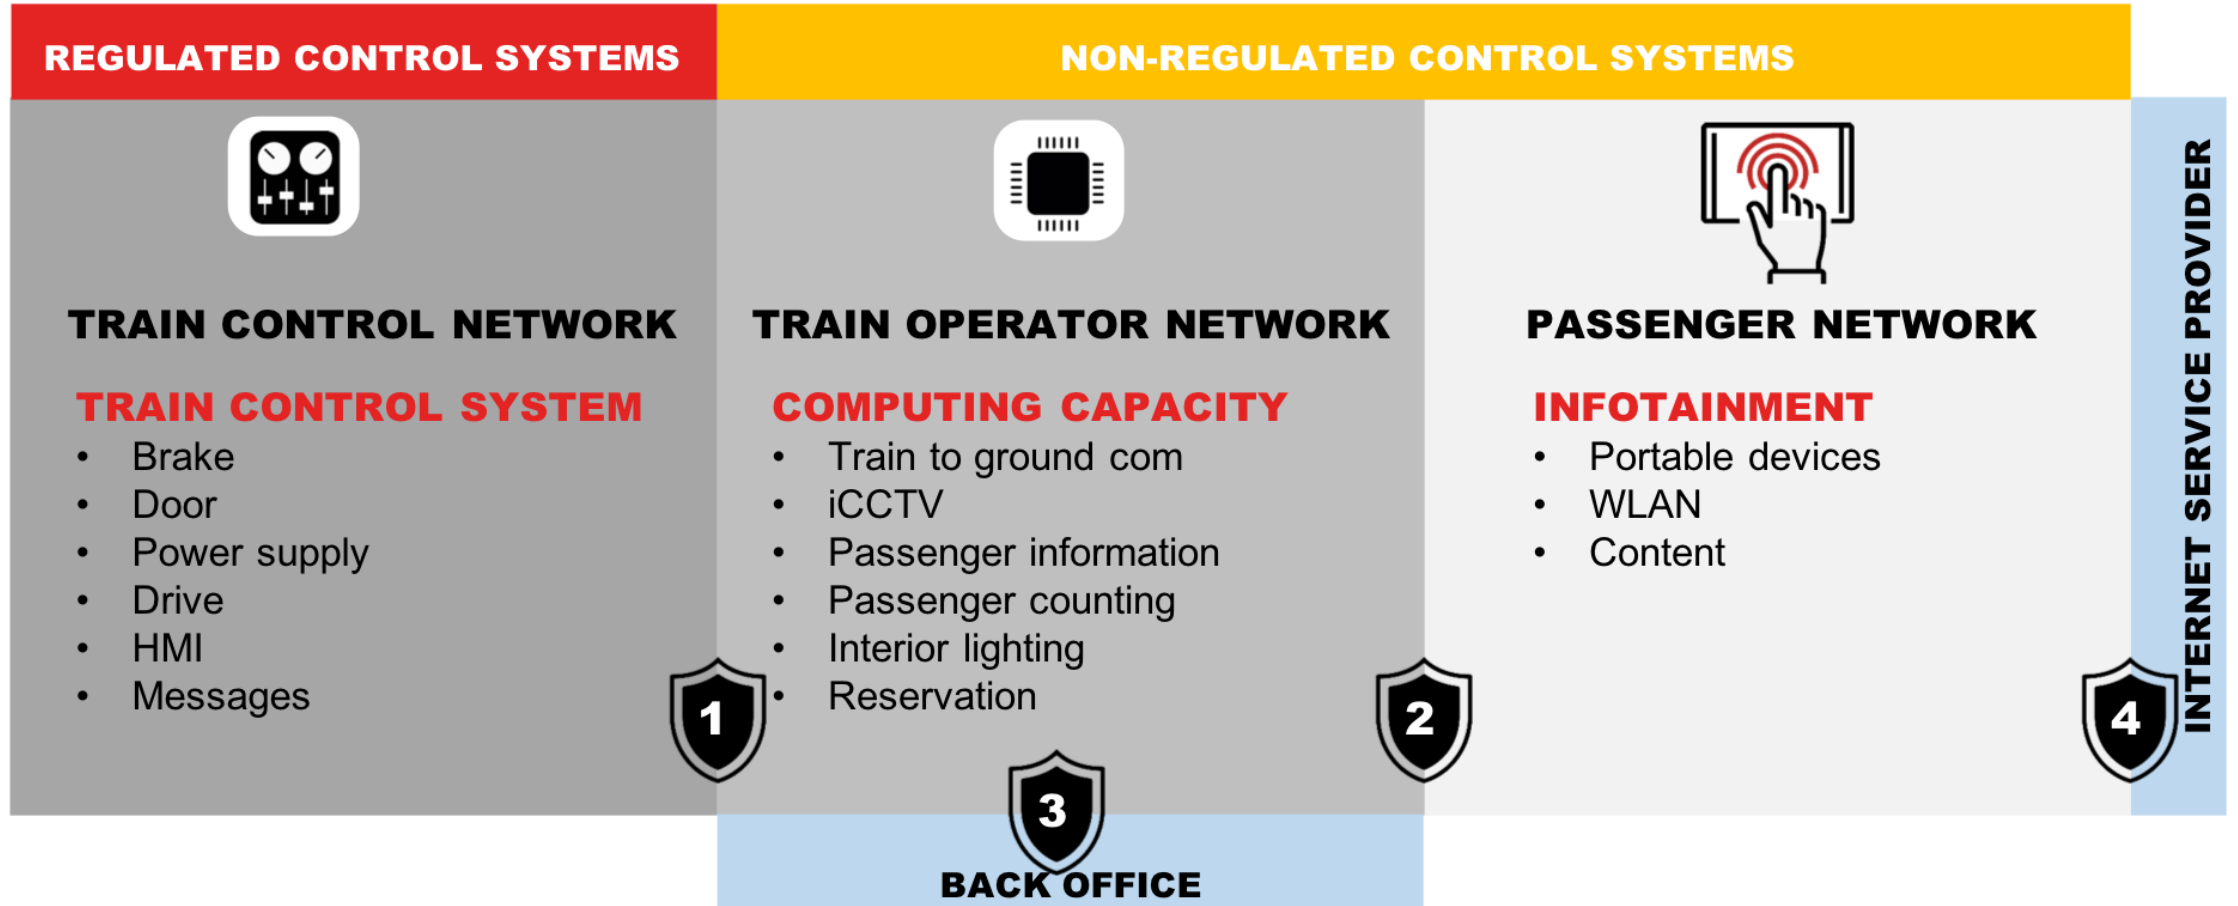 REGULATED CONTROL SYSTEMS
NON-REGULATED CONTROL SYSTEMS
TRAIN CONTROL NETWORK
TRAIN CONTROL SYSTEM
• Brake
• Door
• Power supply
• Drive
• HMI
• Messages
1
TRAIN OPERATOR NETWORK
COMPUTING CAPACITY
• Train to ground com
• iCCTV
• Passenger information
• Passenger counting
• Interior lighting
• Reservation
2
3
BACK OFFICE
PASSENGER NETWORK
INFOTAINMENT
• Portable devices
• WLAN
• Content
4
INTERNET SERVICE PROVIDER